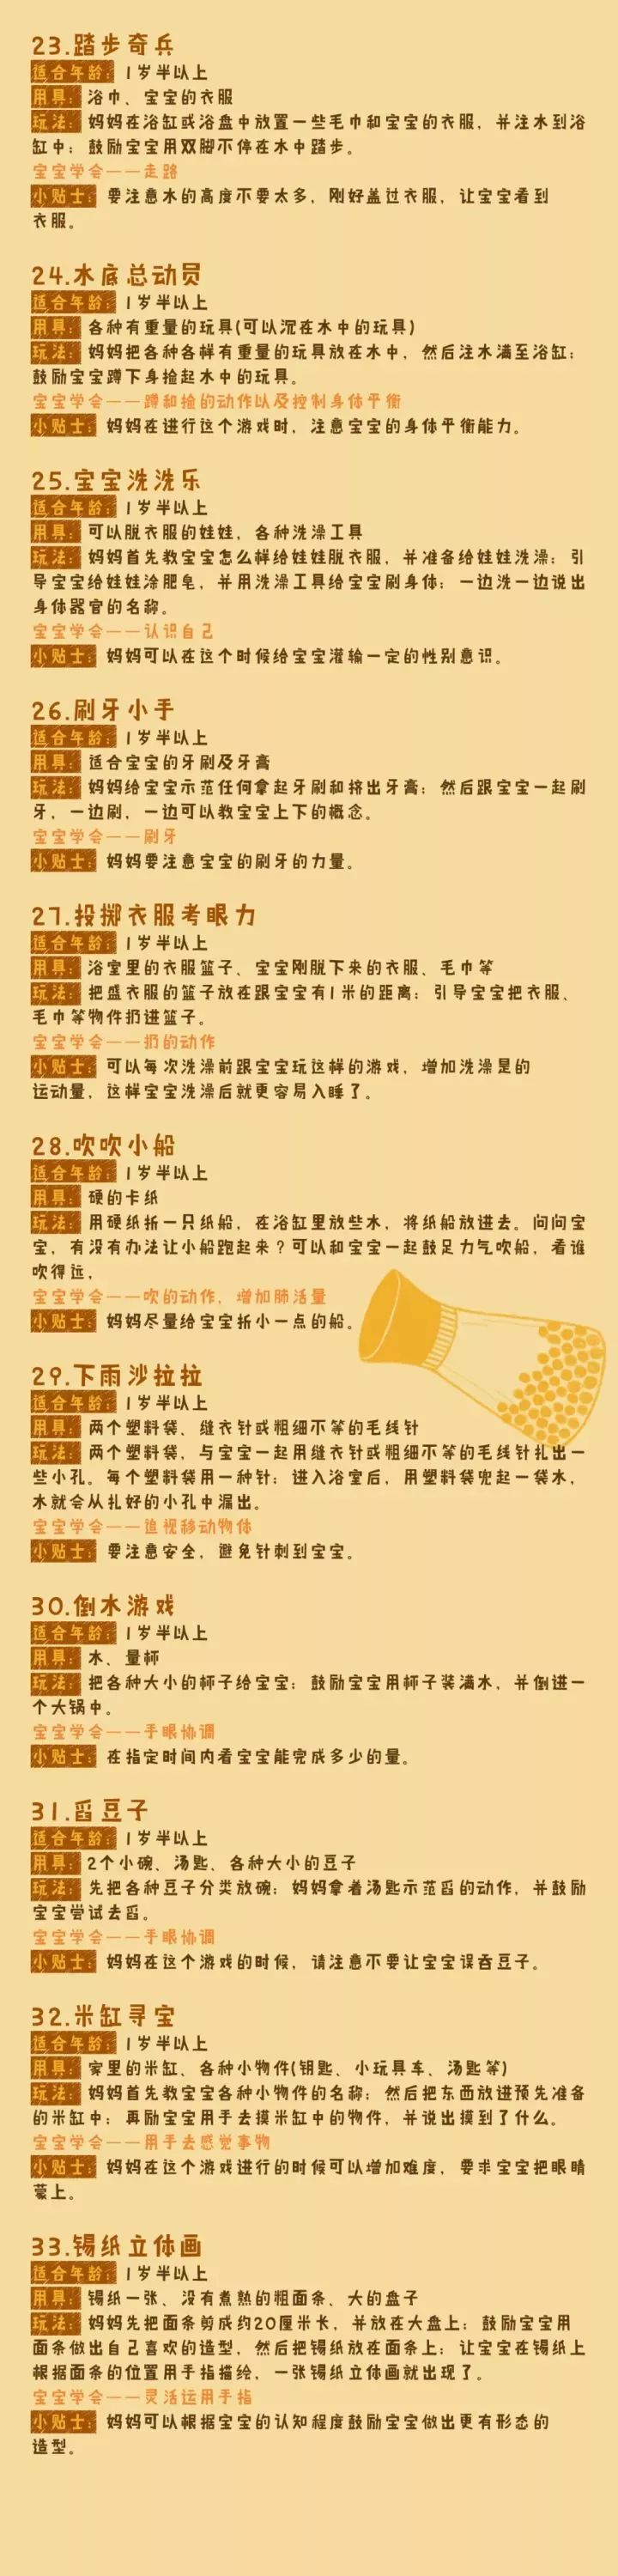 23.踏步奇兵
适合年龄：1岁半以上
用具：浴巾、宝宝的衣服
玩法：妈妈在浴缸或浴盘中放置一些毛巾和宝宝的衣服，并注水到浴
缸中；鼓励宝宝用双脚不停在水中踏步。
宝宝学会——走路
小贴士：要注意水的高度不要太多，刚好盖过衣服，让宝宝看到
衣服。
24.水底总动员
适合年龄：1岁半以上
用具：各种有重量的玩具(可以沉在水中的玩具)
玩法：妈妈把各种各样有重量的玩具放在水中，然后注水满至浴缸；
鼓励宝宝蹲下身捡起水中的玩具。
宝宝学会——蹲和捡的动作以及控制身体平衡
小贴士：妈妈在进行这个游戏时，注意宝宝的身体平衡能力。
25.宝宝洗洗乐
适合年龄：1岁半以上
用具：可以脱衣服的娃娃，各种洗澡工具
玩法：妈妈首先教宝宝怎么样给娃娃脱衣服，并准备给娃娃洗澡；引
导宝宝给娃娃涂肥皂，并用洗澡工具给宝宝刷身体；一边洗一边说出
身体器官的名称。
宝宝学会——认识自己
小贴士：妈妈可以在这个时候给宝宝灌输一定的性别意识。
26.刷牙小手
适合年龄：1岁半以上
用具：适合宝宝的牙刷及牙膏
玩法：妈妈给宝宝示范任何拿起牙刷和挤出牙膏；然后跟宝宝一起刷
牙，一边刷，一边可以教宝宝上下的概念。
宝宝学会——刷牙
小贴士：妈妈要注意宝宝的刷牙的力量。
27.投掷衣服考眼力
适合年龄：1岁半以上
用具：浴室里的衣服篮子、宝宝刚脱下来的衣服、毛巾等
玩法：把盛衣服的篮子放在跟宝宝有1米的距离；引导宝宝把衣服、
毛巾等物件扔进篮子。
宝宝学会——扔的动作
小贴士：可以每次洗澡前跟宝宝玩这样的游戏，增加洗澡是的
运动量，这样宝宝洗澡后就更容易入睡了。
28.吹吹小船
适合年龄：1岁半以上
用具：硬的卡纸
玩法：用硬纸折一只纸船，在浴缸里放些水，将纸船放进去。问问宝
宝，有没有办法让小船跑起来？可以和宝宝一起鼓足力气吹船，看谁
吹得远，
宝宝学会——吹的动作，增加肺活量
小贴士：妈妈尽量给宝宝折小一点的船。
29.下雨沙拉拉
适合年龄：1岁半以上
用具：两个塑料袋、缝衣针或粗细不等的毛线针
玩法：两个塑料袋，与宝宝一起用缝衣针或粗细不等的毛线针扎出一
些小孔。每个塑料袋用一种针；进入浴室后，用塑料袋兜起一袋水，
水就会从扎好的小孔中漏出。
宝宝学会——追视移动物体
小贴士：要注意安全，避免针刺到宝宝。
30.倒水游戏
适合年龄：1岁半以上
用具：水、量杯
玩法：把各种大小的杯子给宝宝；鼓励宝宝用杯子装满水，并倒进一
个大锅中。
宝宝学会——手眼协调
小贴士：在指定时间内看宝宝能完成多少的量。
31.舀豆子
适合年龄：1岁半以上
用具：2个小碗、汤匙、各种大小的豆子
玩法：先把各种豆子分类放碗；妈妈拿着汤匙示范舀的动作，并鼓励
宝宝尝试去舀。
宝宝学会——手眼协调
小贴士：妈妈在这个游戏的时候，请注意不要让宝宝误吞豆子。
32.米缸寻宝
适合年龄：1岁半以上
用具：家里的米缸、各种小物件(钥匙、小玩具车、汤匙等)
玩法：妈妈首先教宝宝各种小物件的名称；然后把东西放进预先准备
的米缸中；再励宝宝用手去摸米缸中的物件，并说出摸到了什么。
宝宝学会——用手去感觉事物
小贴士：妈妈在这个游戏进行的时候可以增加难度，要求宝宝把眼睛
蒙上。
33.锡纸立体画
适合年龄：1岁半以上
用具：锡纸一张、没有煮熟的粗面条、大的盘子
玩法：妈妈先把面条剪成约20厘米长，并放在大盘上；鼓励宝宝用
面条做出自己喜欢的造型，然后把锡纸放在面条上；让宝宝在锡纸上
根据面条的位置用手指描绘，一张锡纸立体画就出现了。
宝宝学会——灵活运用手指
小贴士：妈妈可以根据宝宝的认知程度鼓励宝宝做出更有形态的
造型。